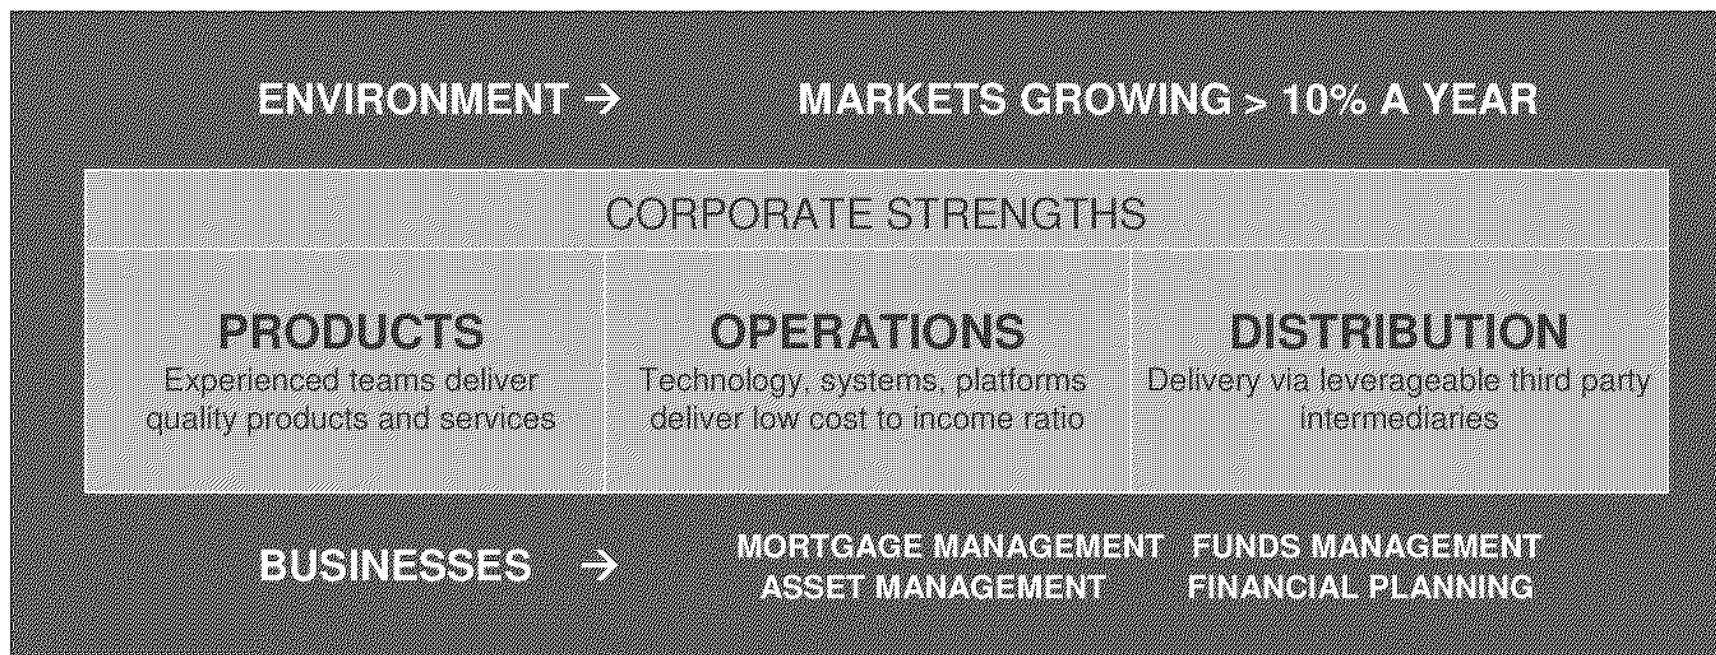 ENVIRONMENT → MARKETS GROWING > 10% A YEAR
CORPORATE STRENGTHS
PRODUCTS
Experienced teams deliver
quality products and services
OPERATIONS
Technology, systems, platforms
deliver low cost to income ratio
DISTRIBUTION
Delivery via leverageable third party
intermediaries
BUSINESSES → MORTGAGE MANAGEMENT FUNDS MANAGEMENT
ASSET MANAGEMENT FINANCIAL PLANNING